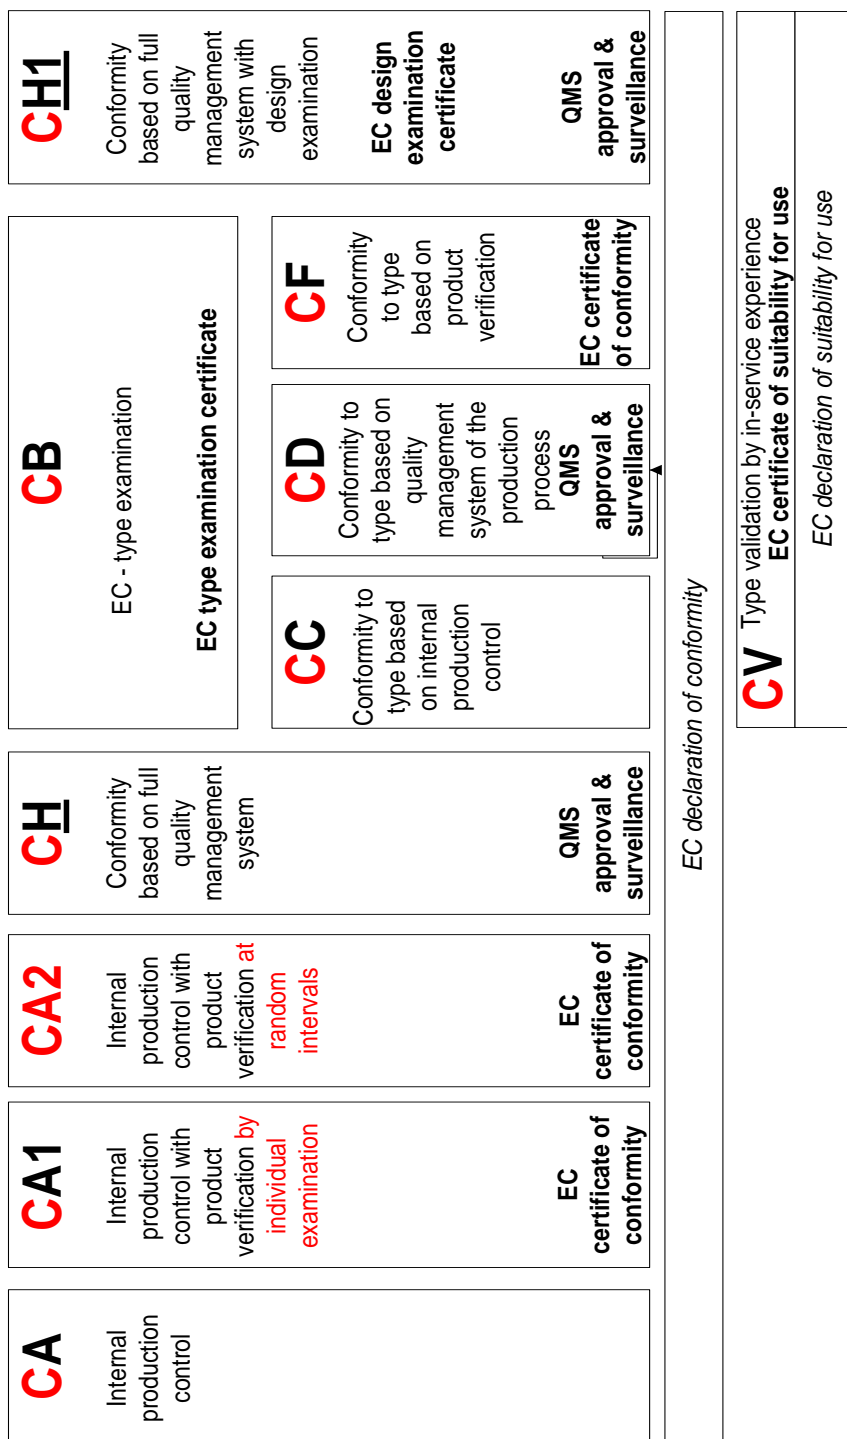 CA
Internal
production
control
CA1
Internal
production
control with
product
verification by
individual
examination
EC
certificate of
conformity
CA2
Internal
production
control with
product
verification at
random
intervals
EC
certificate of
conformity
CH
Conformity
based on full
quality
management
system
QMS
approval &
surveillance
CB
EC - type examination
EC type examination certificate
CC
Conformity to
type based
on internal
production
control
CD
Conformity to
type based on
quality
management
system of the
production
process
QMS
approval &
surveillance
CF
Conformity
to type
based on
product
verification
EC certificate
of conformity
CH1
Conformity
based on full
quality
management
system with
design
examination
EC design
examination
certificate
QMS
approval &
surveillance
EC declaration of conformity
CV Type validation by in-service experience
EC certificate of suitability for use
EC declaration of suitability for use